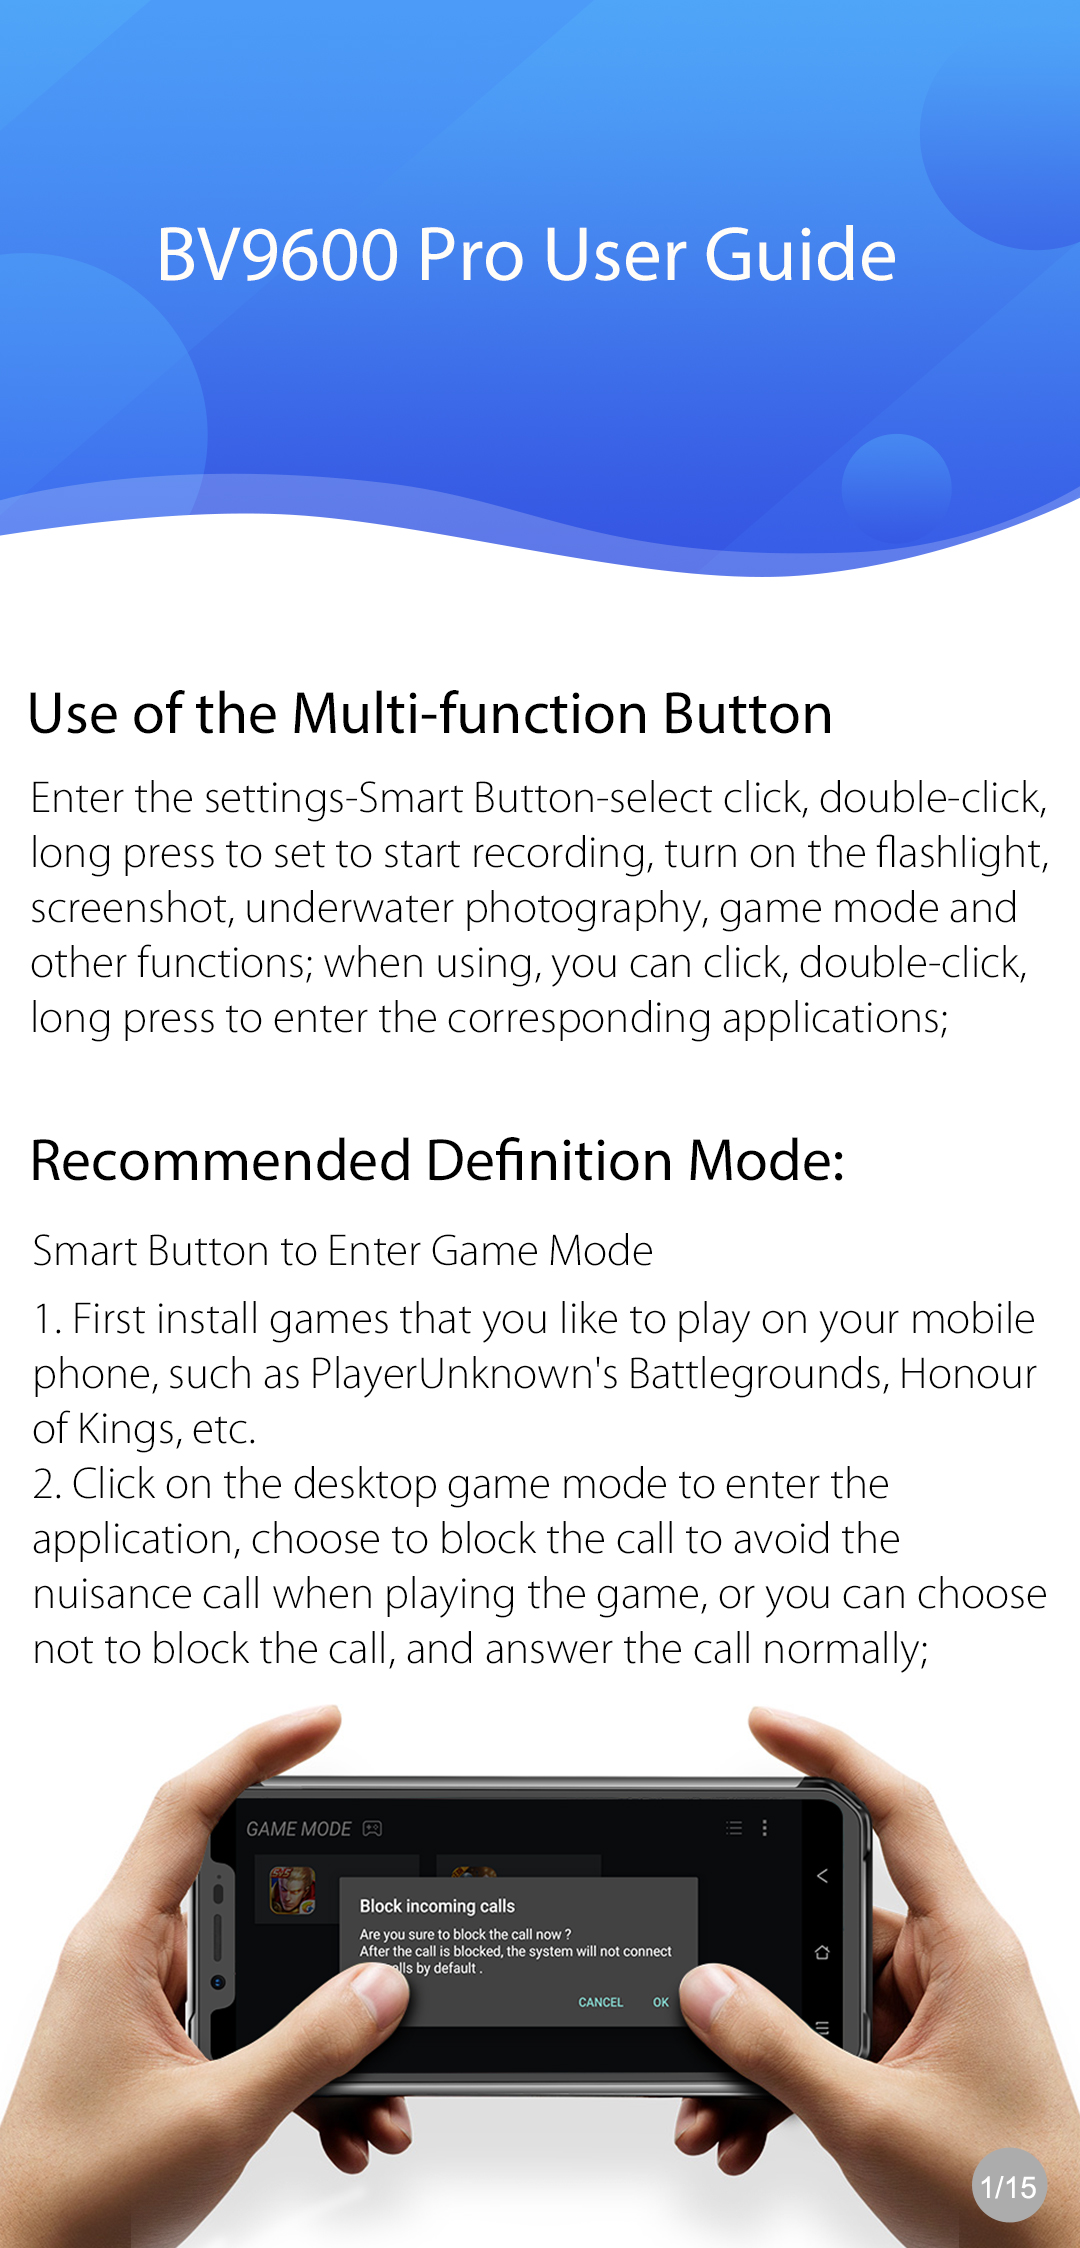 BV9600 Pro User Guide
Use of the Multi-function Button
Enter the settings-Smart Button-select click, double-click,
long press to set to start recording, turn on the flashlight,
screenshot, underwater photography, game mode and
other functions; when using, you can click, double-click,
long press to enter the corresponding applications;
Recommended Definition Mode:
Smart Button to Enter Game Mode
1. First install games that you like to play on your mobile
phone, such as PlayerUnknown's Battlegrounds, Honour
of Kings, etc.
2. Click on the desktop game mode to enter the
application, choose to block the call to avoid the
nuisance call when playing the game, or you can choose
not to block the call, and answer the call normally;
GAME MODE
Block incoming calls
Are you sure to block the call now ?
After the call is blocked, the system will not connect
by default .
CANCEL OK
1/15